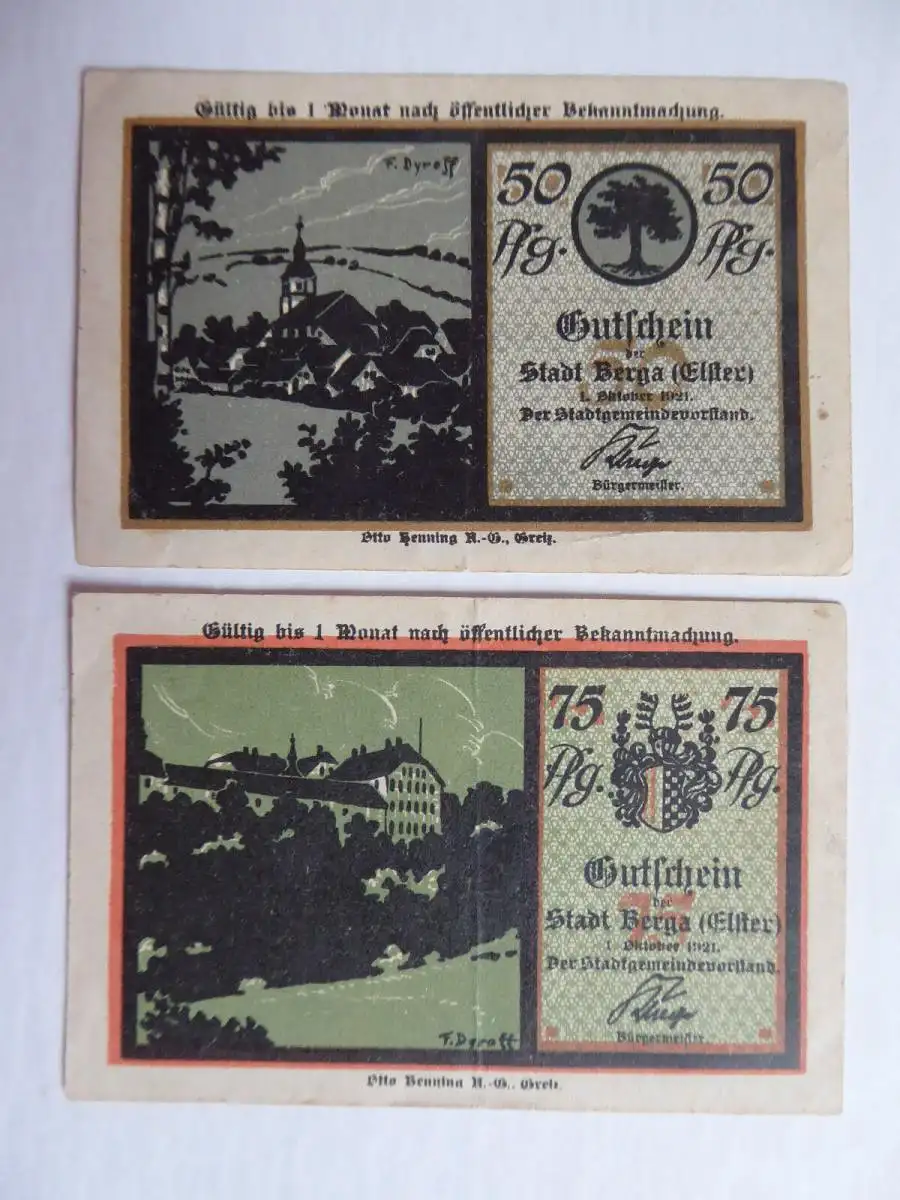 Gültig bis 1 Monat nach öffentlicher Bekanntmachung.
F. Dyroff
50 50
Pfg. Pfg.
Gutschein
der
50
Stadt Berga (Elster)
1. Oktober 1921.
Der Stadtgemeindevorstand.
Bürgermeister.
Otto Henning A.-G., Greiz.
Gültig bis 1 Monat nach öffentlicher Bekanntmachung.
75 75
Pfg. Pfg.
Gutschein
der
75
Stadt Berga (Elster)
1. Oktober 1921.
Der Stadtgemeindevorstand.
Bürgermeister.
F. Dyroff
Otto Henning A.-G., Greiz.